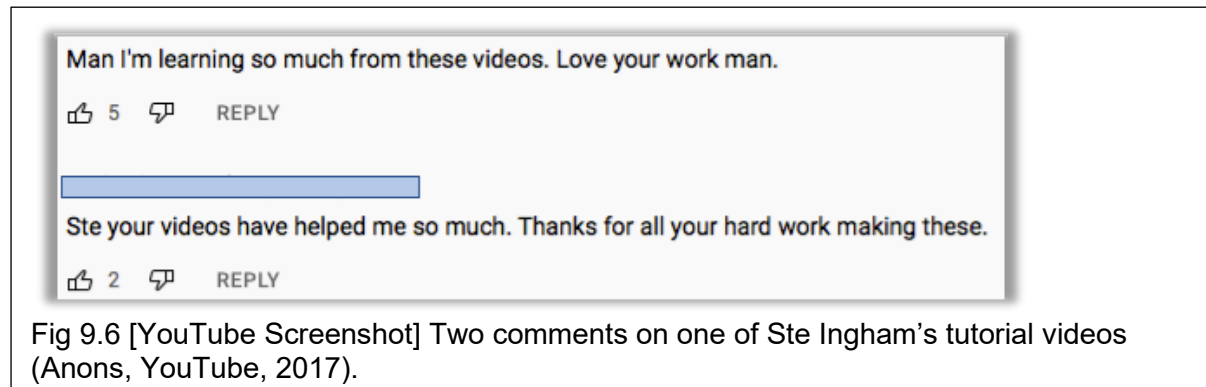 Man I'm learning so much from these videos. Love your work man.
5 REPLY
Ste your videos have helped me so much. Thanks for all your hard work making these.
2 REPLY
Fig 9.6 [YouTube Screenshot] Two comments on one of Ste Ingham’s tutorial videos
(Anons, YouTube, 2017).